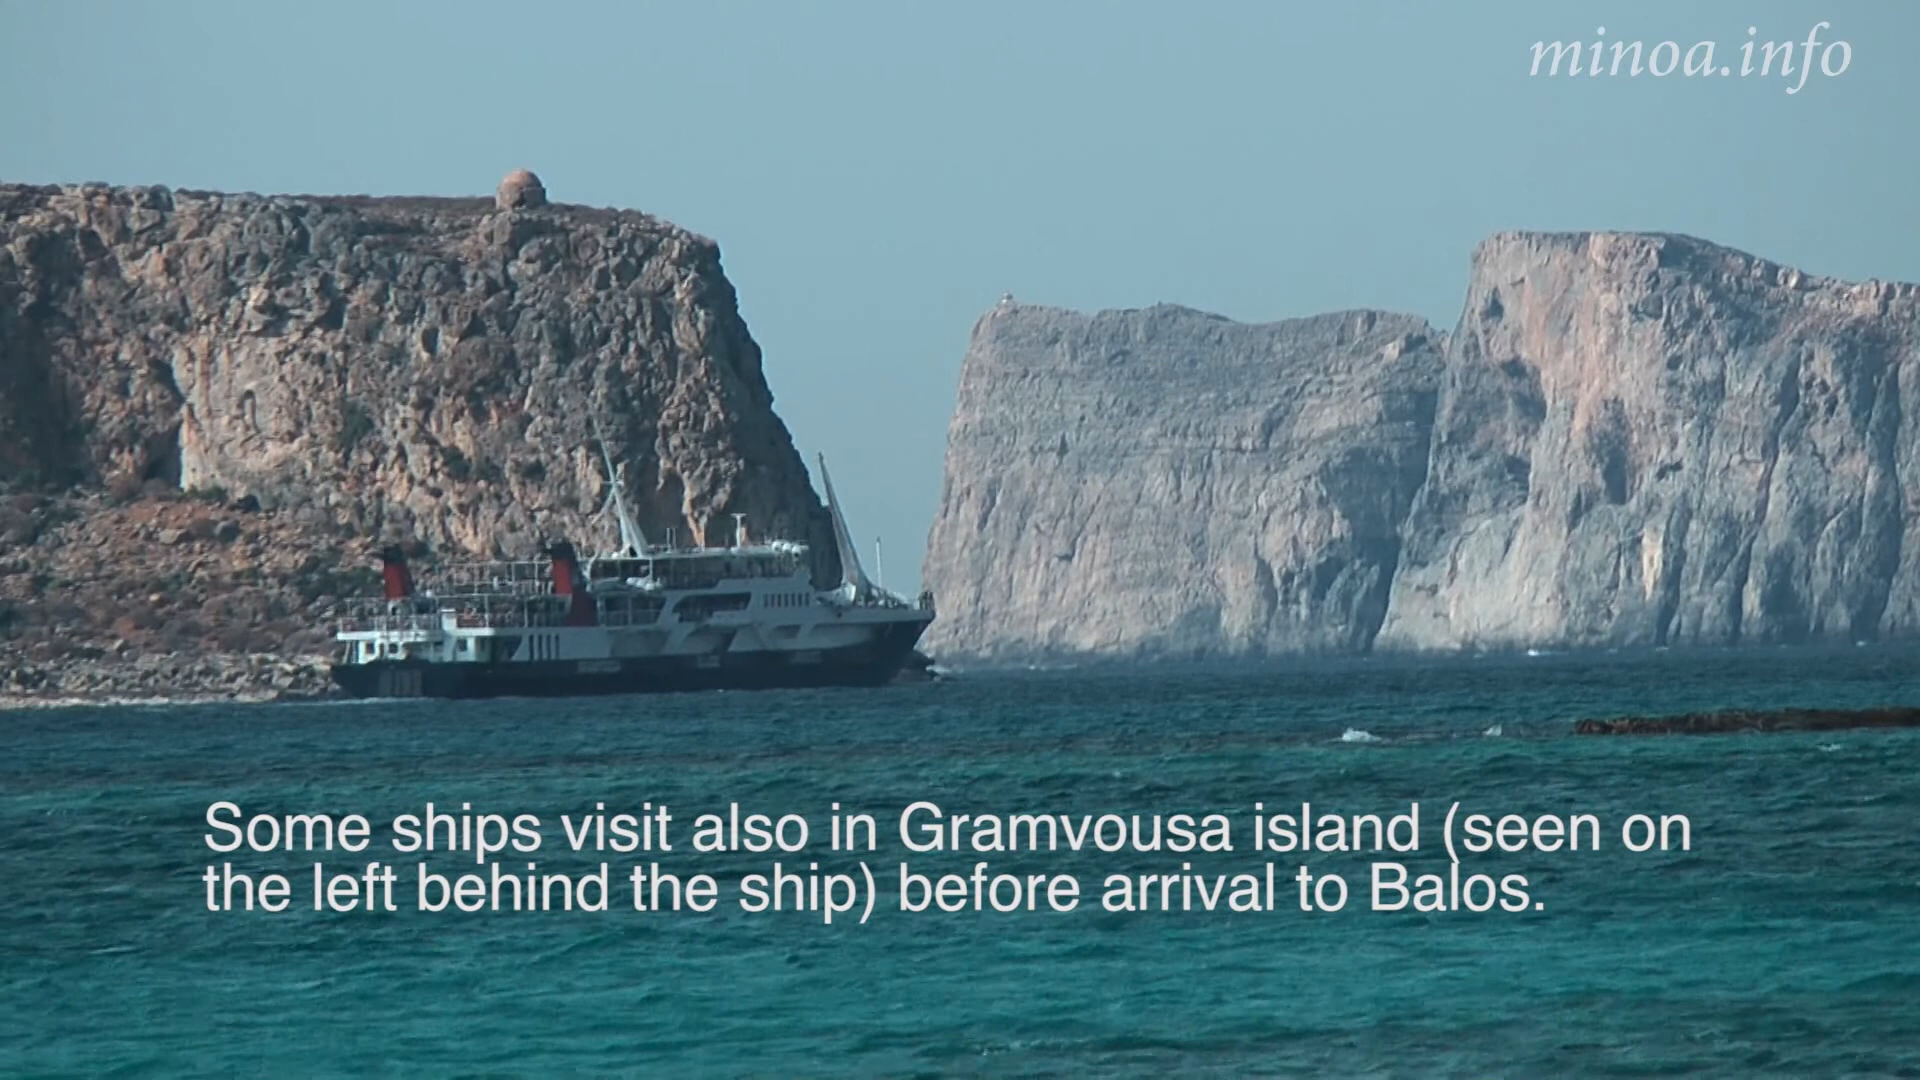 minoa.info
Some ships visit also in Gramvousa island (seen on
the left behind the ship) before arrival to Balos.